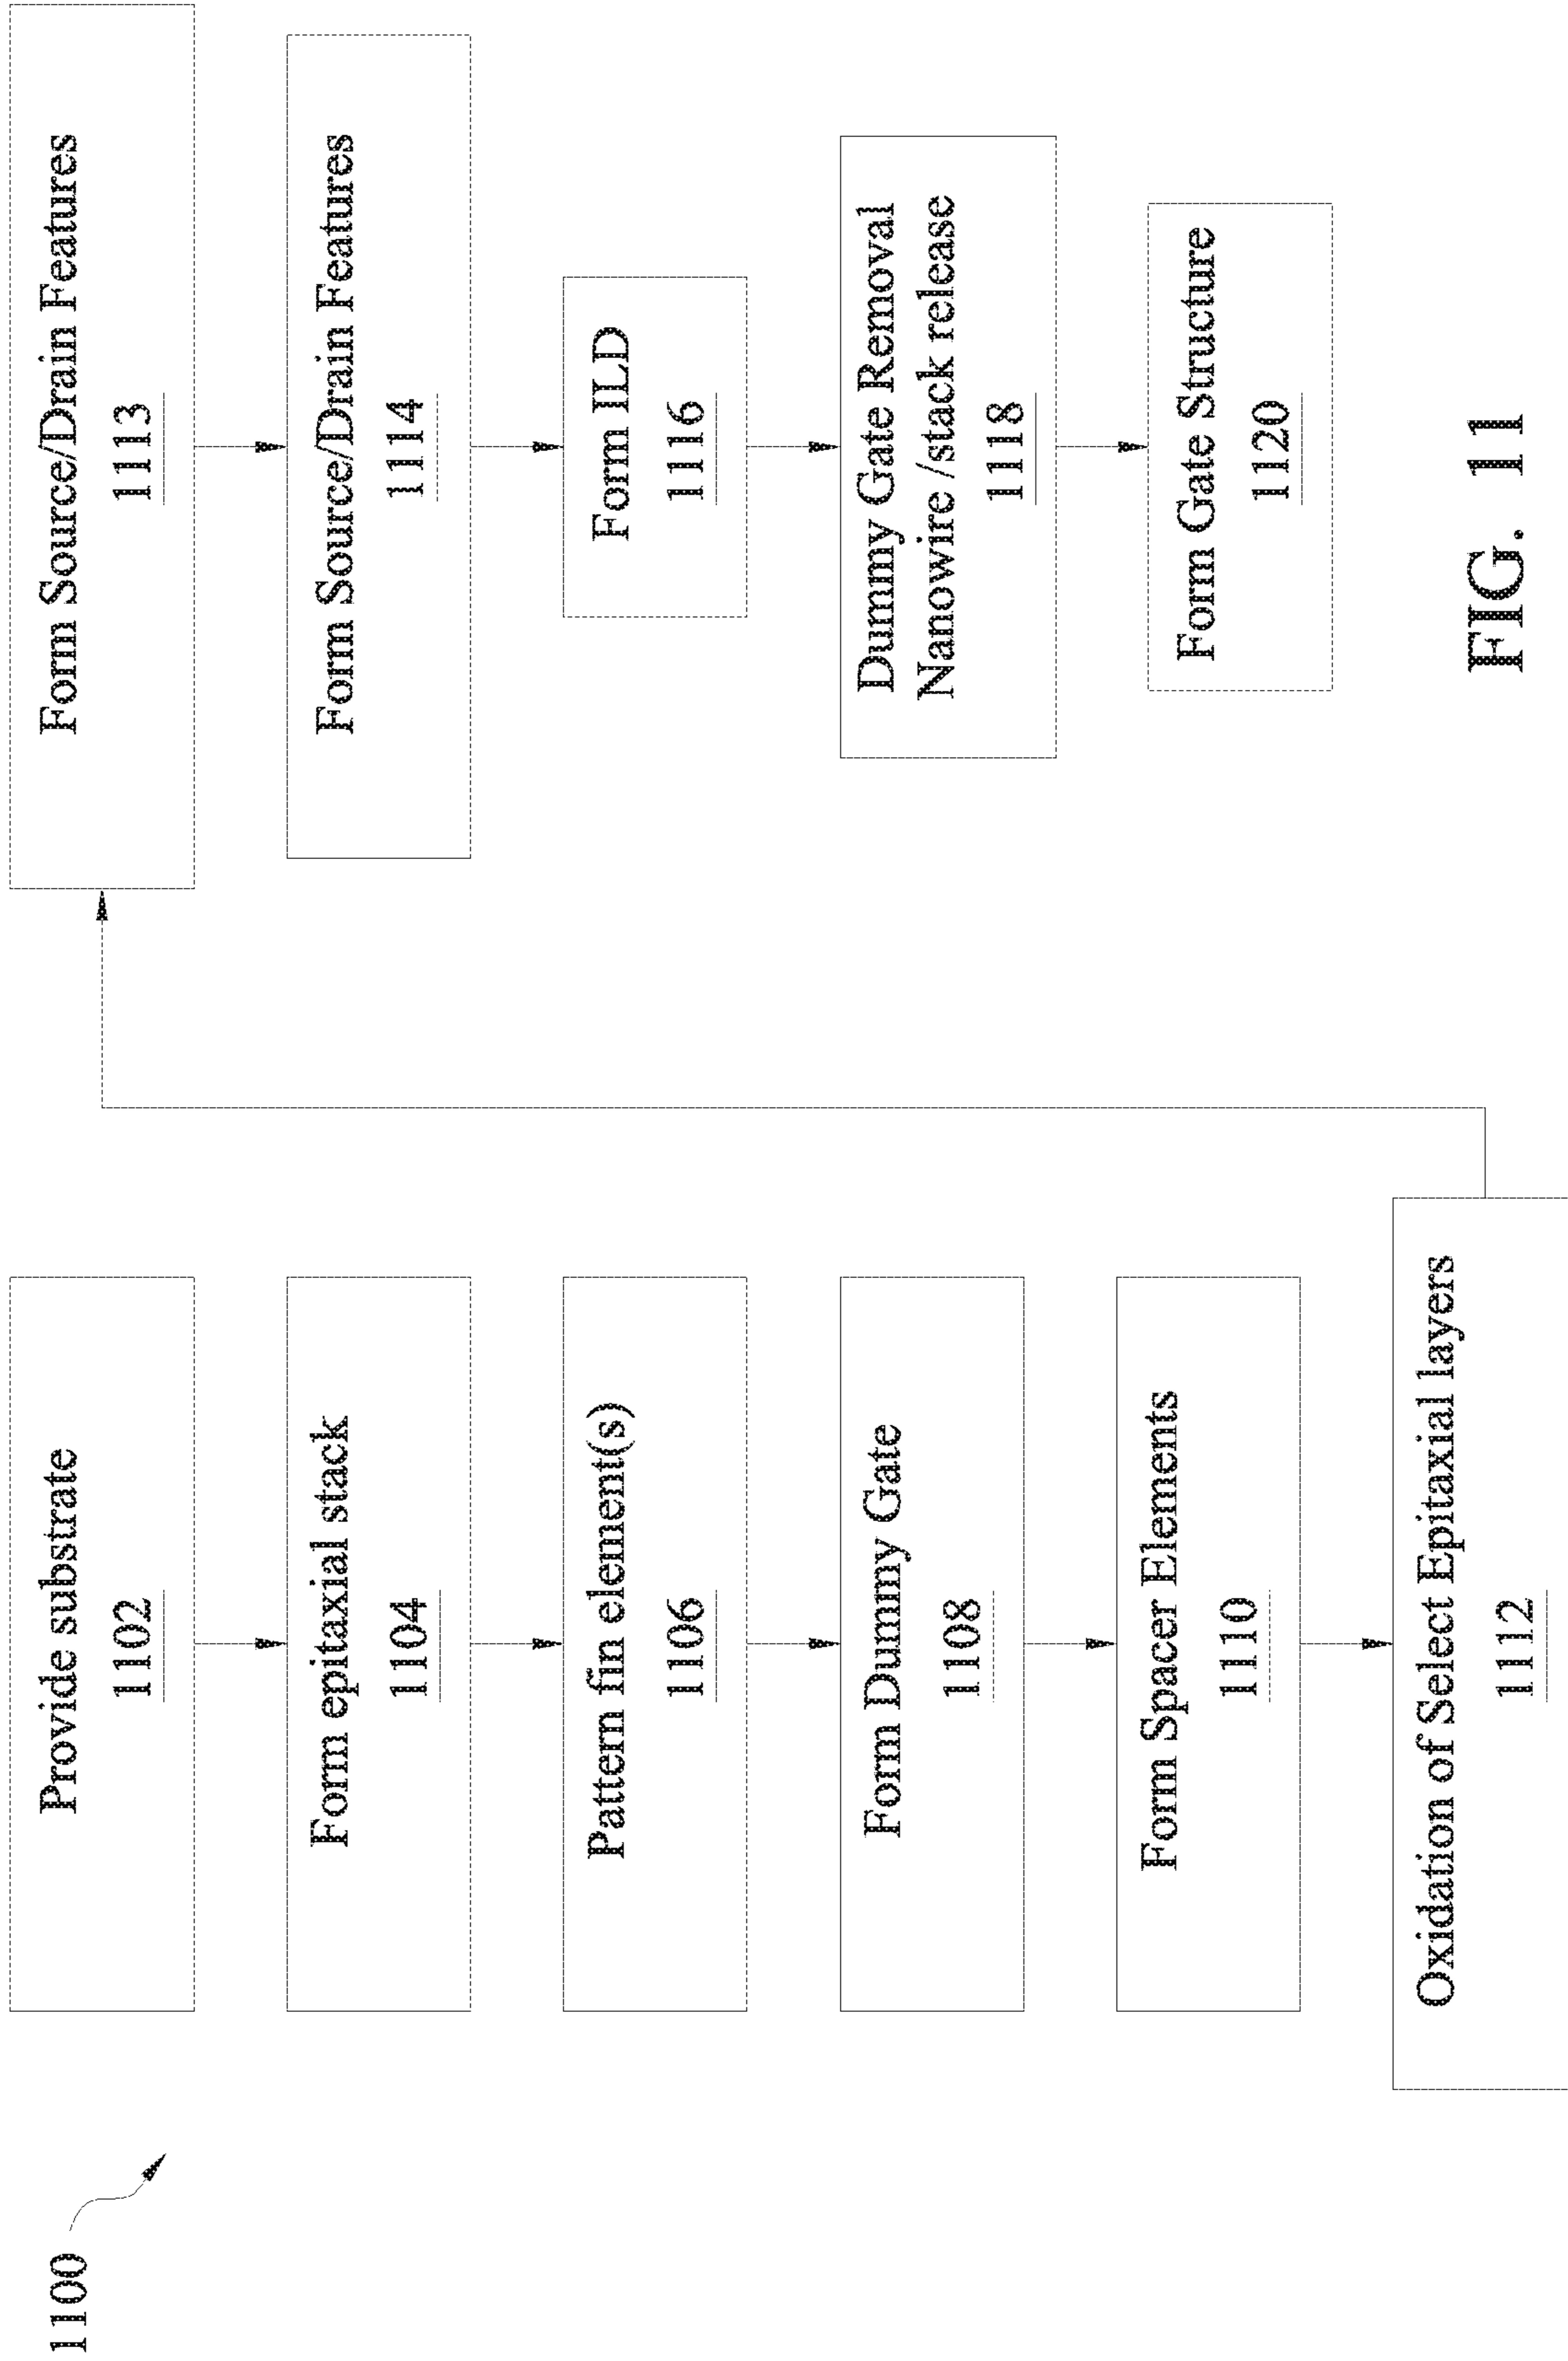 1100
Provide substrate
1102
Form epitaxial stack
1104
Pattern fin element(s)
1106
Form Dummy Gate
1108
Form Spacer Elements
1110
Oxidation of Select Epitaxial layers
1112
Form Source/Drain Features
1113
Form Source/Drain Features
1114
Form ILD
1116
Dummy Gate Removal
Nanowire /stack release
1118
Form Gate Structure
1120
FIG. 11